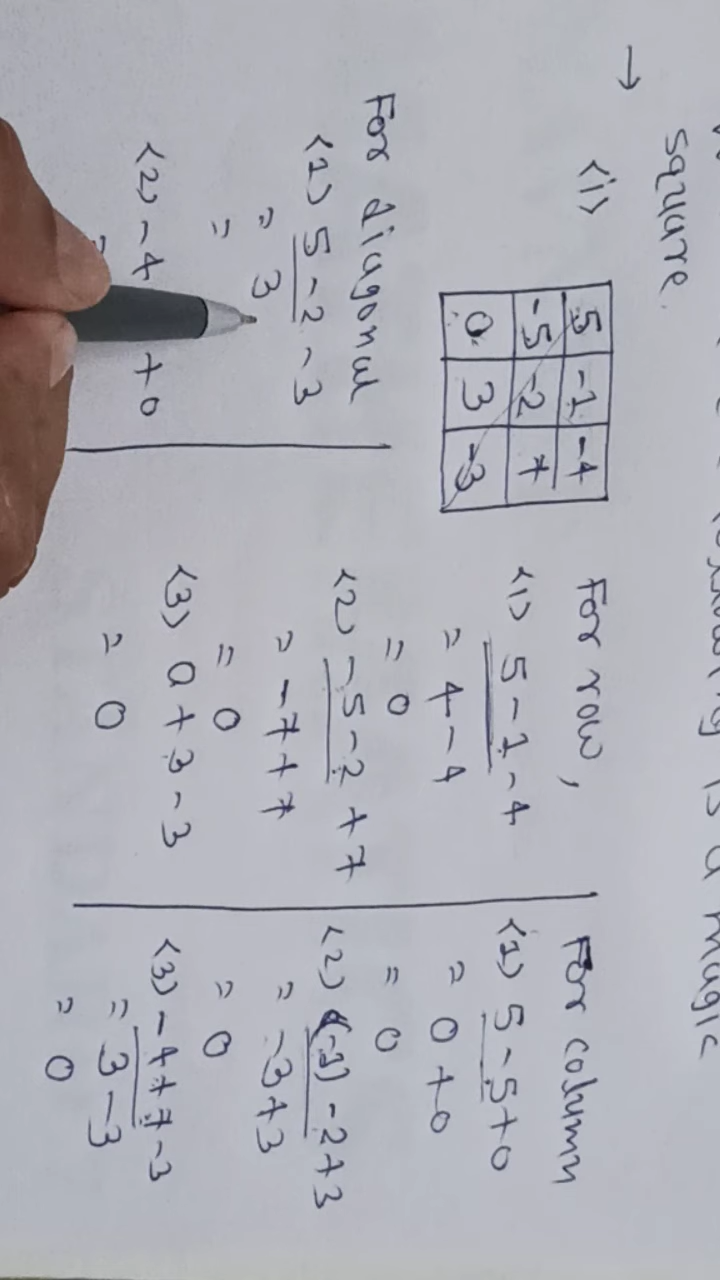 square.
→ <i>
5 -1 -4
-5 -2 7
0 3 -3
For row,
<1> 5-1-4
= 4-4
= 0
<2> -5-2+7
= -7+7
= 0
<3> 0+3-3
= 0
For column
<1> 5-5+0
= 0+0
= 0
<2> (-1)-2+3
= -3+3
= 0
<3> -4+7-3
= 3-3
= 0
For diagonal
<1> 5-2-3
= 3
=
<2> -4 +0
=